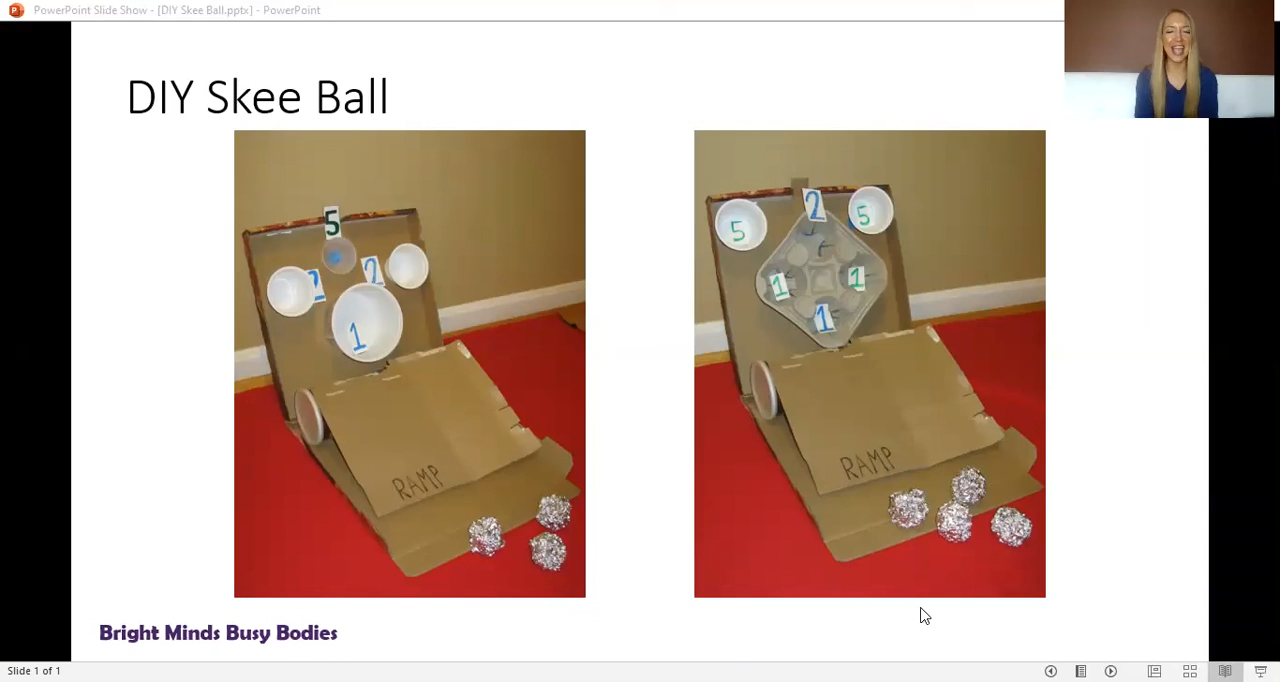 PowerPoint Slide Show - [DIY Skee Ball.pptx] - PowerPoint
DIY Skee Ball
5
2
2
1
RAMP
5
2
5
1
1
1
RAMP
Bright Minds Busy Bodies
Slide 1 of 1